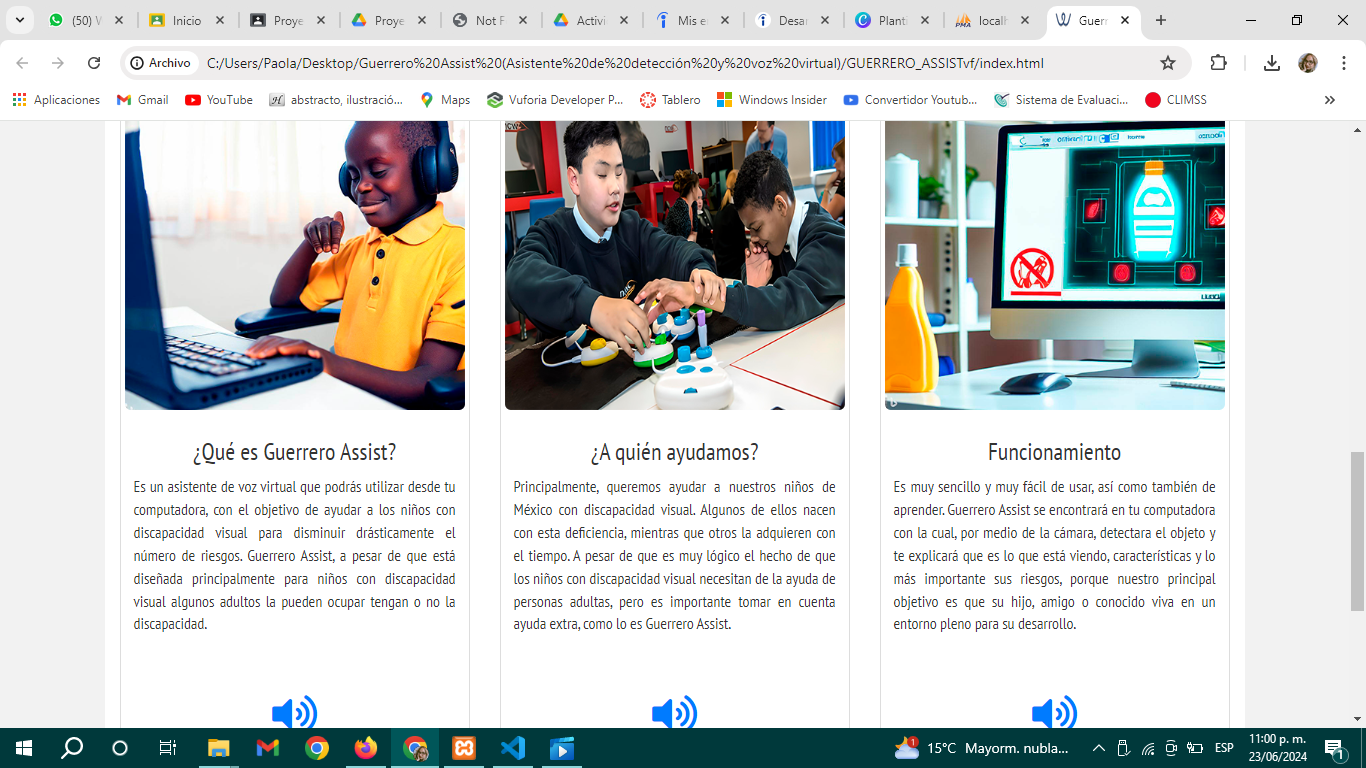 (50) W
Inicio
Proye
Proye
Not F
Activi
Mis e
Desar
Planti
localh
Guerr
Archivo
C:/Users/Paola/Desktop/Guerrero%20Assist%20(Asistente%20de%20detección%20y%20voz%20virtual)/GUERRERO_ASSISTvf/index.html
Aplicaciones
Gmail
YouTube
abstracto, ilustració...
Maps
Vuforia Developer P...
Tablero
Windows Insider
Convertidor Youtub...
Sistema de Evaluaci...
CLIMSS
¿Qué es Guerrero Assist?
Es un asistente de voz virtual que podrás utilizar desde tu
computadora, con el objetivo de ayudar a los niños con
discapacidad visual para disminuir drásticamente el
número de riesgos. Guerrero Assist, a pesar de que está
diseñada principalmente para niños con discapacidad
visual algunos adultos la pueden ocupar tengan o no la
discapacidad.
¿A quién ayudamos?
Principalmente, queremos ayudar a nuestros niños de
México con discapacidad visual. Algunos de ellos nacen
con esta deficiencia, mientras que otros la adquieren con
el tiempo. A pesar de que es muy lógico el hecho de que
los niños con discapacidad visual necesitan de la ayuda de
personas adultas, pero es importante tomar en cuenta
ayuda extra, como lo es Guerrero Assist.
Funcionamiento
Es muy sencillo y muy fácil de usar, así como también de
aprender. Guerrero Assist se encontrará en tu computadora
con la cual, por medio de la cámara, detectara el objeto y
te explicará que es lo que está viendo, características y lo
más importante sus riesgos, porque nuestro principal
objetivo es que su hijo, amigo o conocido viva en un
entorno pleno para su desarrollo.
15°C Mayorm. nubla...
ESP
11:00 p. m.
23/06/2024